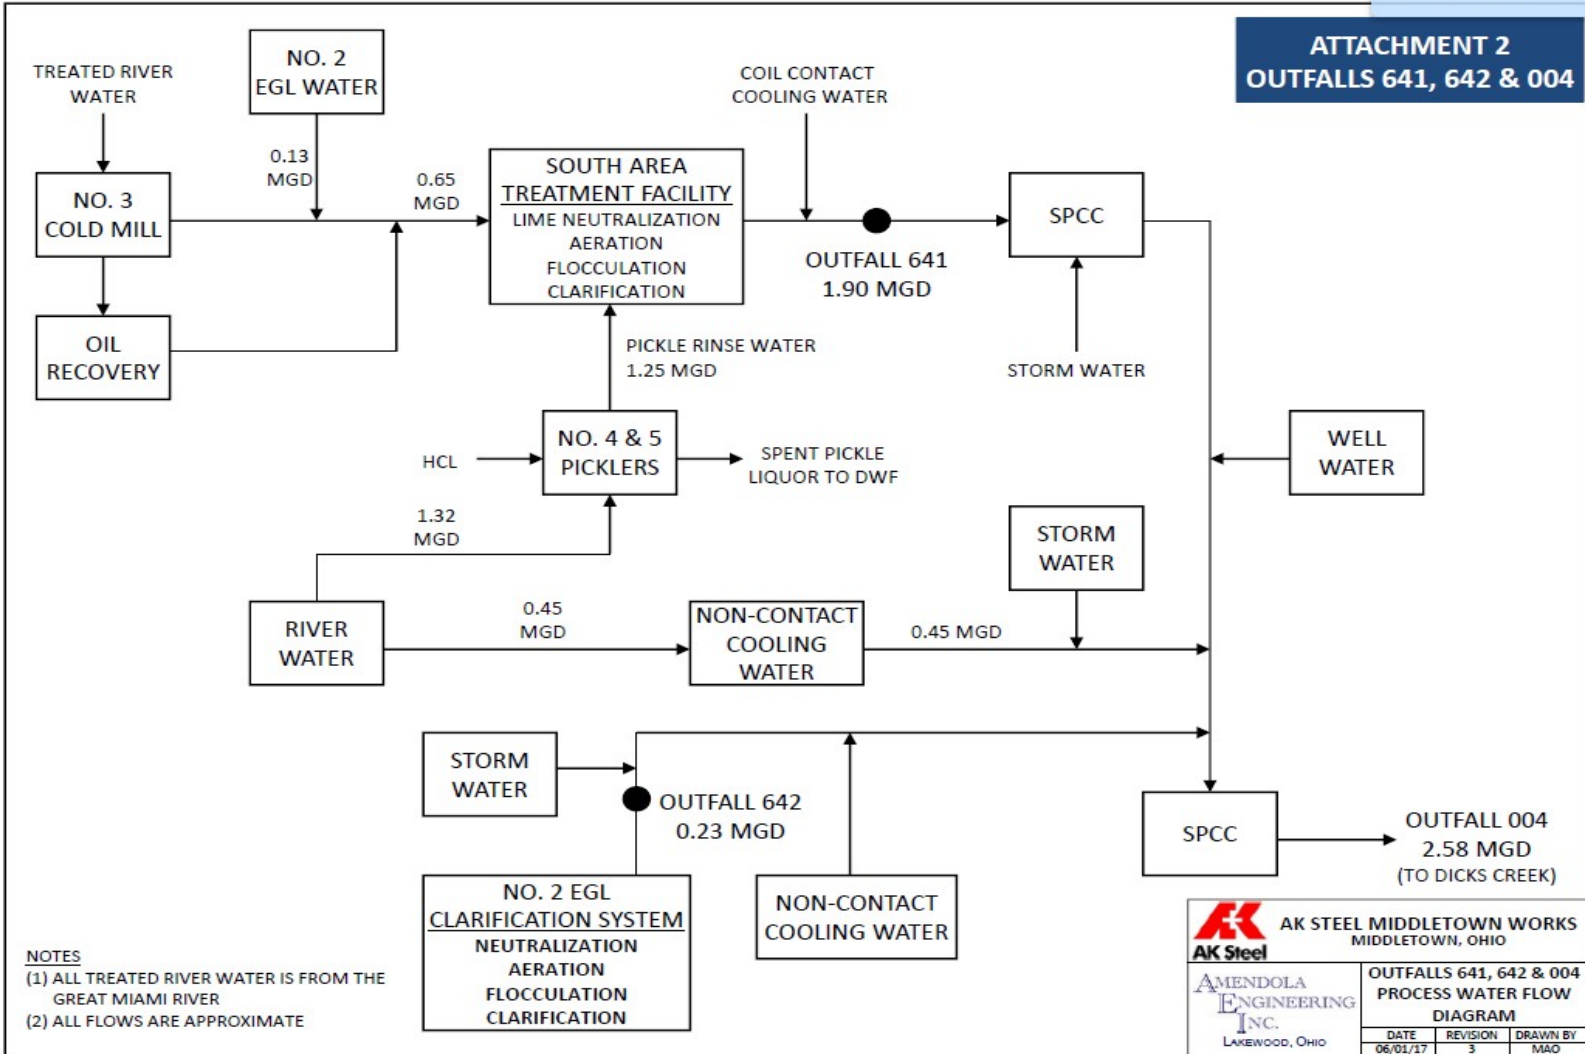 ATTACHMENT 2
OUTFALLS 641, 642 & 004
TREATED RIVER
WATER
NO. 2
EGL WATER
COIL CONTACT
COOLING WATER
0.13
MGD
0.65
MGD
NO. 3
COLD MILL
SOUTH AREA
TREATMENT FACILITY
LIME NEUTRALIZATION
AERATION
FLOCCULATION
CLARIFICATION
OUTFALL 641
1.90 MGD
SPCC
OIL
RECOVERY
PICKLE RINSE WATER
1.25 MGD
STORM WATER
HCL
NO. 4 & 5
PICKLERS
SPENT PICKLE
LIQUOR TO DWF
WELL
WATER
1.32
MGD
STORM
WATER
RIVER
WATER
0.45
MGD
NON-CONTACT
COOLING
WATER
0.45 MGD
STORM
WATER
OUTFALL 642
0.23 MGD
SPCC
OUTFALL 004
2.58 MGD
(TO DICKS CREEK)
NO. 2 EGL
CLARIFICATION SYSTEM
NEUTRALIZATION
AERATION
FLOCCULATION
CLARIFICATION
NON-CONTACT
COOLING WATER
NOTES
(1) ALL TREATED RIVER WATER IS FROM THE
GREAT MIAMI RIVER
(2) ALL FLOWS ARE APPROXIMATE
AK Steel
AK STEEL MIDDLETOWN WORKS
MIDDLETOWN, OHIO
AMENDOLA
ENGINEERING
INC.
LAKEWOOD, OHIO
OUTFALLS 641, 642 & 004
PROCESS WATER FLOW
DIAGRAM
DATE REVISION DRAWN BY
06/01/17 3 MAO